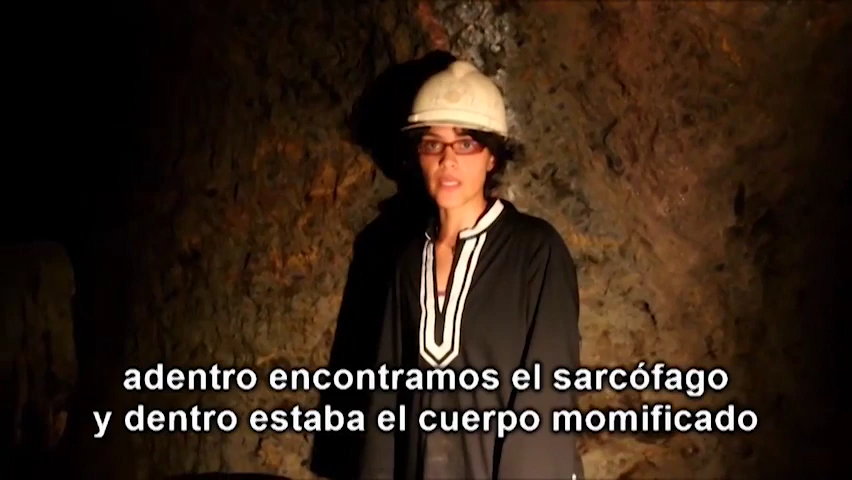 adentro encontramos el sarcófago
y dentro estaba el cuerpo momificado